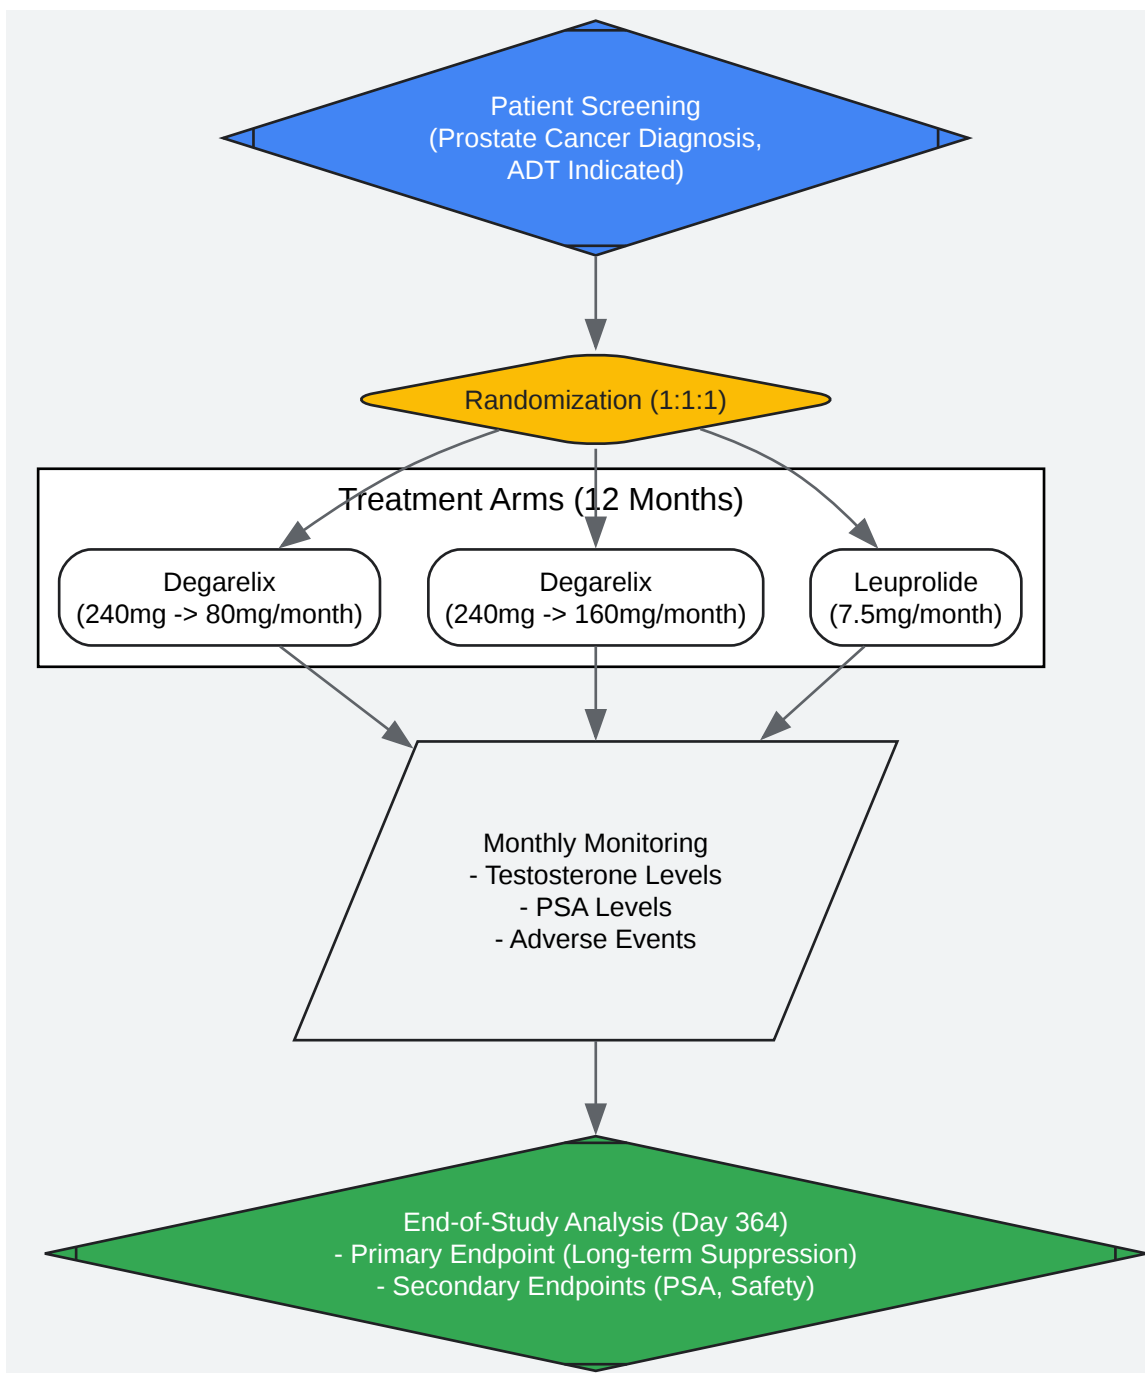 Patient Screening
(Prostate Cancer Diagnosis,
ADT Indicated)
Randomization (1:1:1)
Treatment Arms (12 Months)
Degarelix
(240mg -> 80mg/month)
Degarelix
(240mg -> 160mg/month)
Leuprolide
(7.5mg/month)
Monthly Monitoring
- Testosterone Levels
- PSA Levels
- Adverse Events
End-of-Study Analysis (Day 364)
- Primary Endpoint (Long-term Suppression)
- Secondary Endpoints (PSA, Safety)